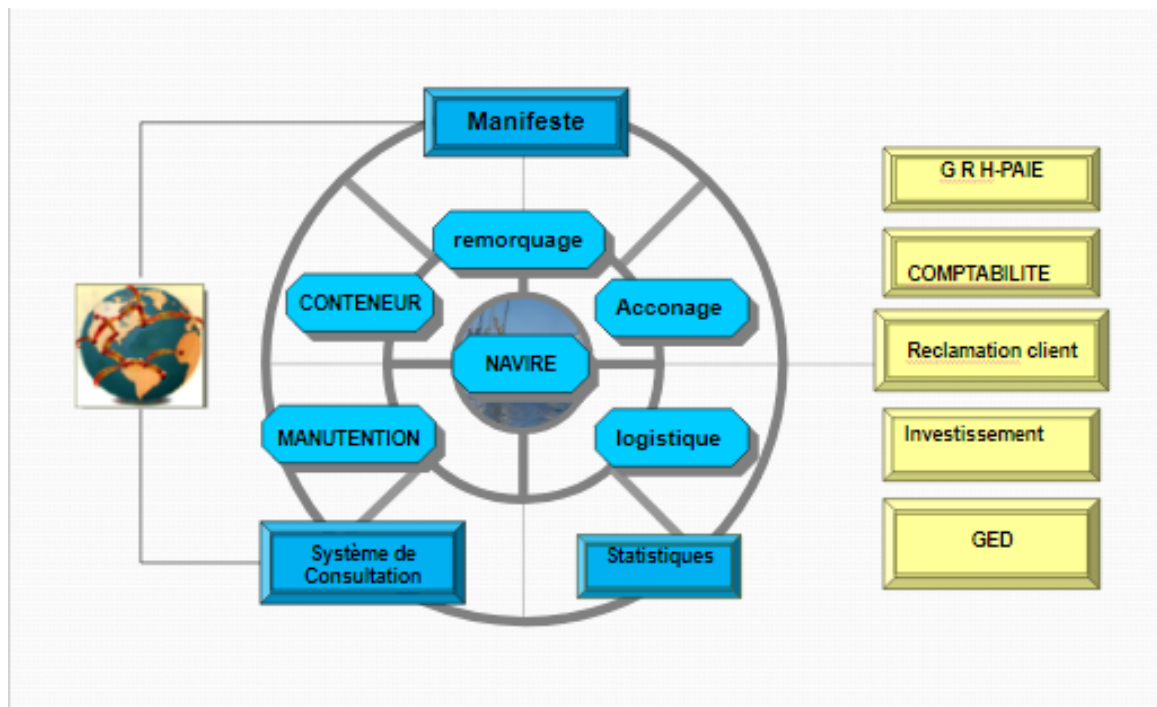 Manifeste
remorquage
CONTENEUR
Acconage
NAVIRE
MANUTENTION
logistique
Système de
Consultation
Statistiques
G R H-PAIE
COMPTABILITE
Reclamation client
Investissement
GED